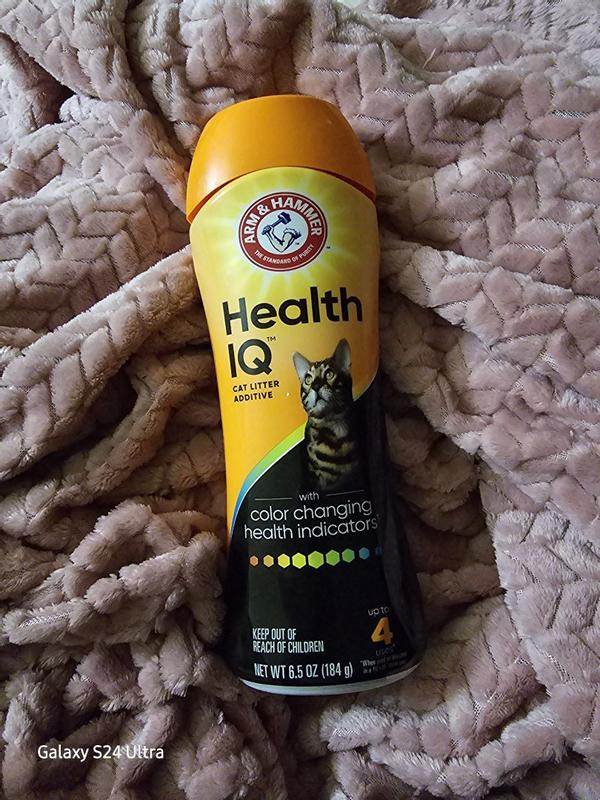 ARM & HAMMER
THE STANDARD OF PURITY
Health
IQ™
CAT LITTER
ADDITIVE
with
color changing
health indicators
up to
4
uses
KEEP OUT OF
REACH OF CHILDREN
NET WT 6.5 OZ (184 g)
Galaxy S24 Ultra